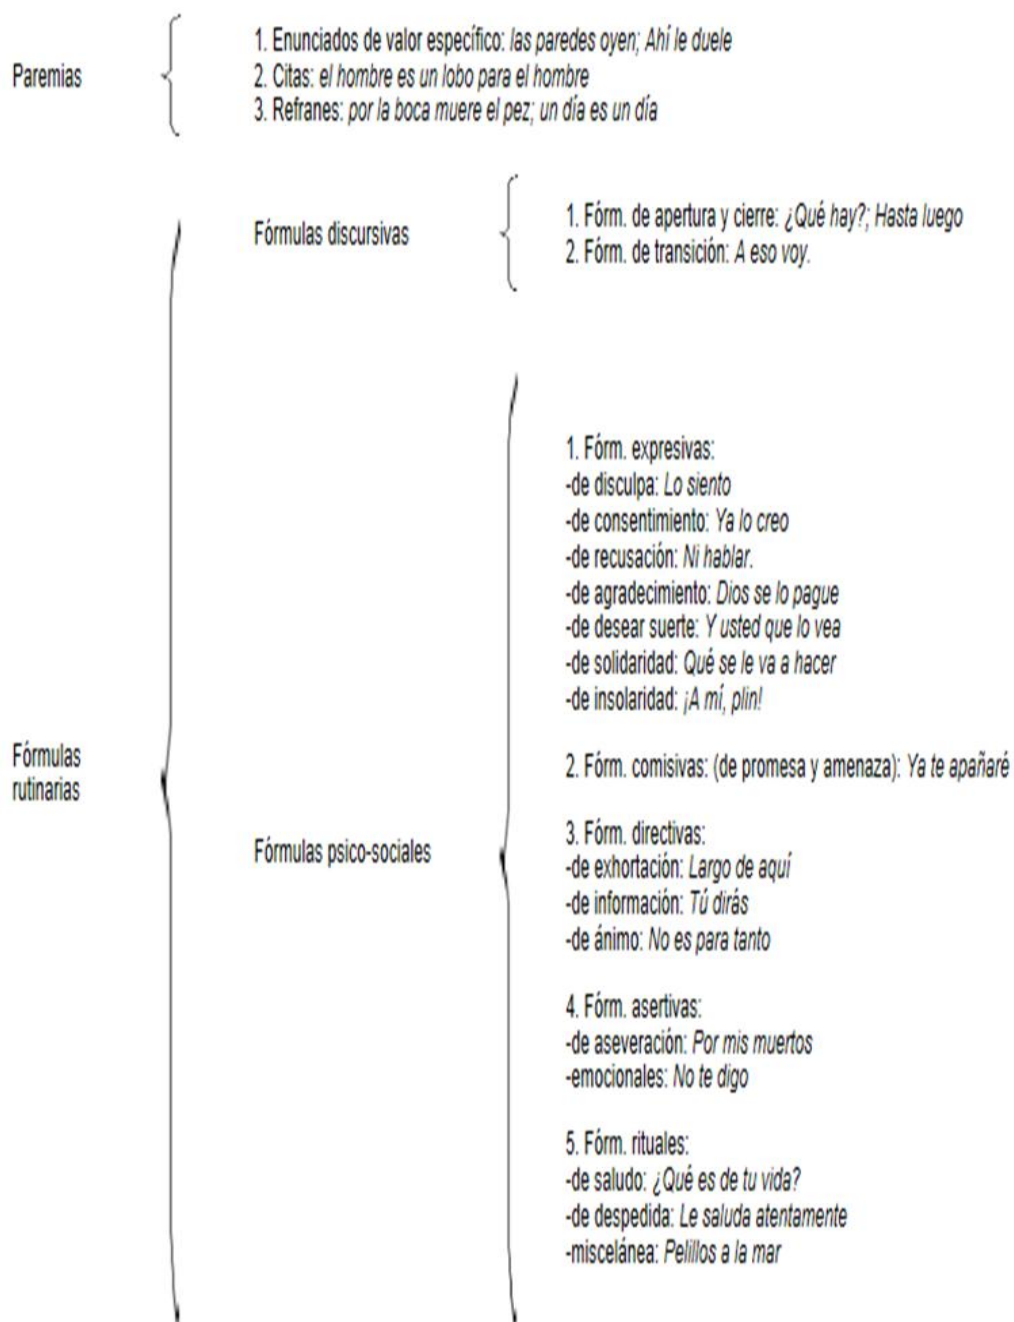 Paremias
1. Enunciados de valor específico: las paredes oyen; Ahí le duele
2. Citas: el hombre es un lobo para el hombre
3. Refranes: por la boca muere el pez; un día es un día
Fórmulas discursivas
1. Fórm. de apertura y cierre: ¿Qué hay?; Hasta luego
2. Fórm. de transición: A eso voy.
Fórmulas
rutinarias
Fórmulas psico-sociales
1. Fórm. expresivas:
-de disculpa: Lo siento
-de consentimiento: Ya lo creo
-de recusación: Ni hablar.
-de agradecimiento: Dios se lo pague
-de desear suerte: Y usted que lo vea
-de solidaridad: Qué se le va a hacer
-de insolaridad: ¡A mí, plin!
2. Fórm. comisivas: (de promesa y amenaza): Ya te apañaré
3. Fórm. directivas:
-de exhortación: Largo de aquí
-de información: Tú dirás
-de ánimo: No es para tanto
4. Fórm. asertivas:
-de aseveración: Por mis muertos
-emocionales: No te digo
5. Fórm. rituales:
-de saludo: ¿Qué es de tu vida?
-de despedida: Le saluda atentamente
-miscelánea: Pelillos a la mar